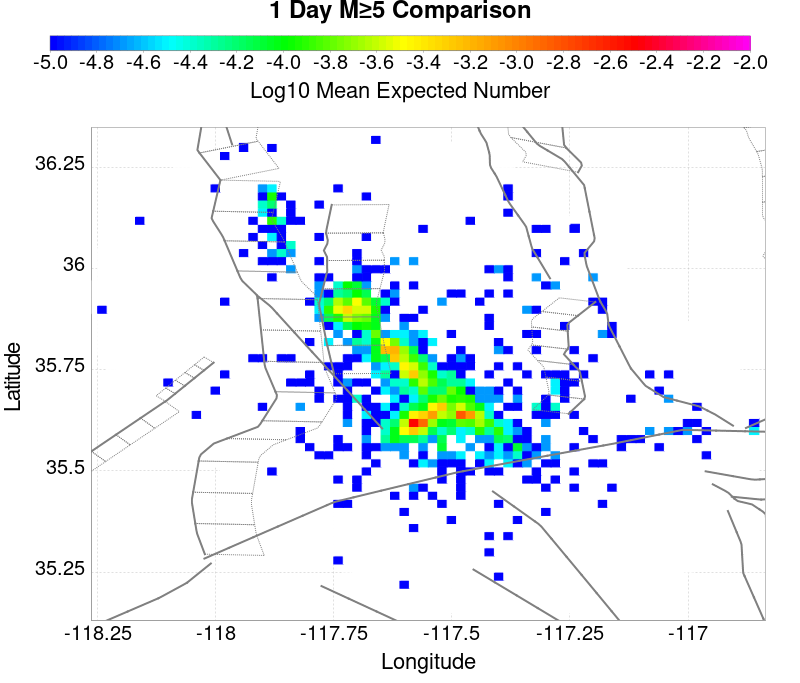 1 Day M≥5 Comparison
-5.0 -4.8 -4.6 -4.4 -4.2 -4.0 -3.8 -3.6 -3.4 -3.2 -3.0 -2.8 -2.6 -2.4 -2.2 -2.0
Log10 Mean Expected Number
36.25
36
35.75
35.5
35.25
Latitude
-118.25 -118 -117.75 -117.5 -117.25 -117
Longitude